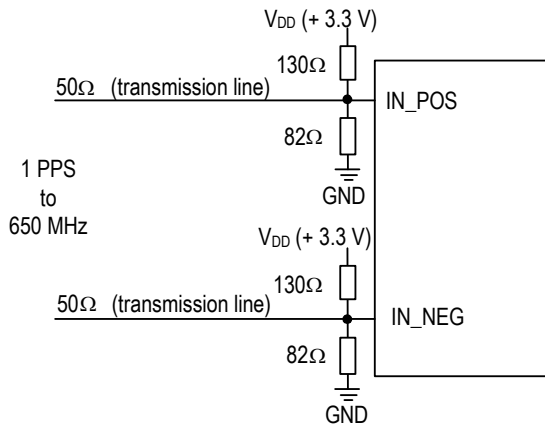 VDD (+ 3.3 V)
130Ω
50Ω (transmission line)
IN_POS
82Ω
GND
1 PPS
to
650 MHz
VDD (+ 3.3 V)
130Ω
50Ω (transmission line)
IN_NEG
82Ω
GND